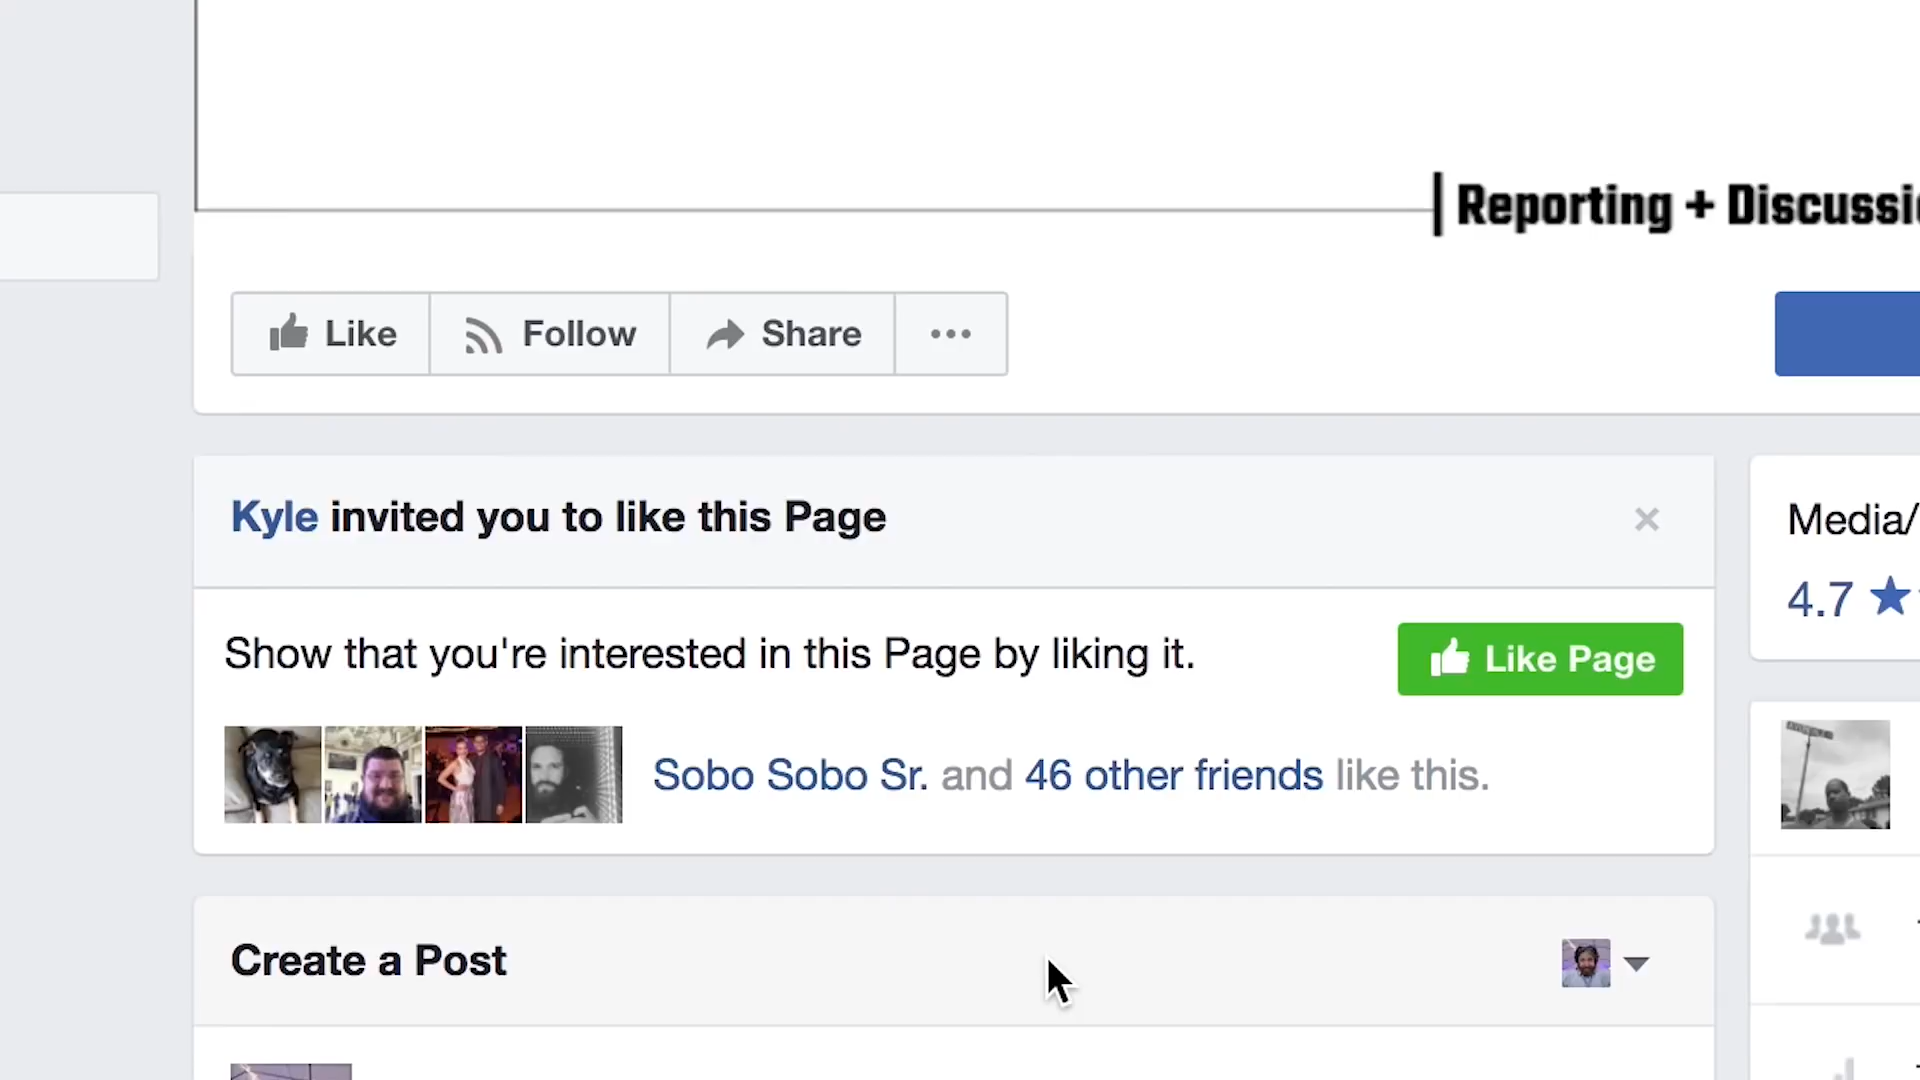 Reporting + Discussi
Like
Follow
Share
Kyle invited you to like this Page
Media/
4.7
Show that you're interested in this Page by liking it.
Like Page
Sobo Sobo Sr. and 46 other friends like this.
Create a Post